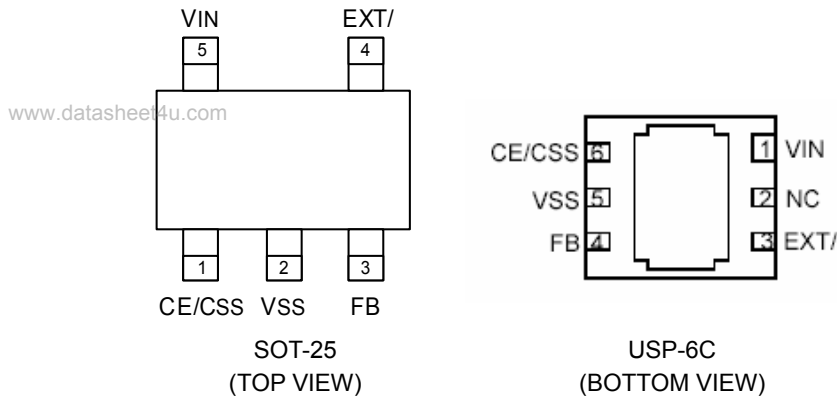 VIN EXT/
5 4
www.datasheet4u.com
1 2 3
CE/CSS VSS FB
SOT-25
(TOP VIEW)
CE/CSS 6 1 VIN
VSS 5 2 NC
FB 4 3 EXT/
USP-6C
(BOTTOM VIEW)